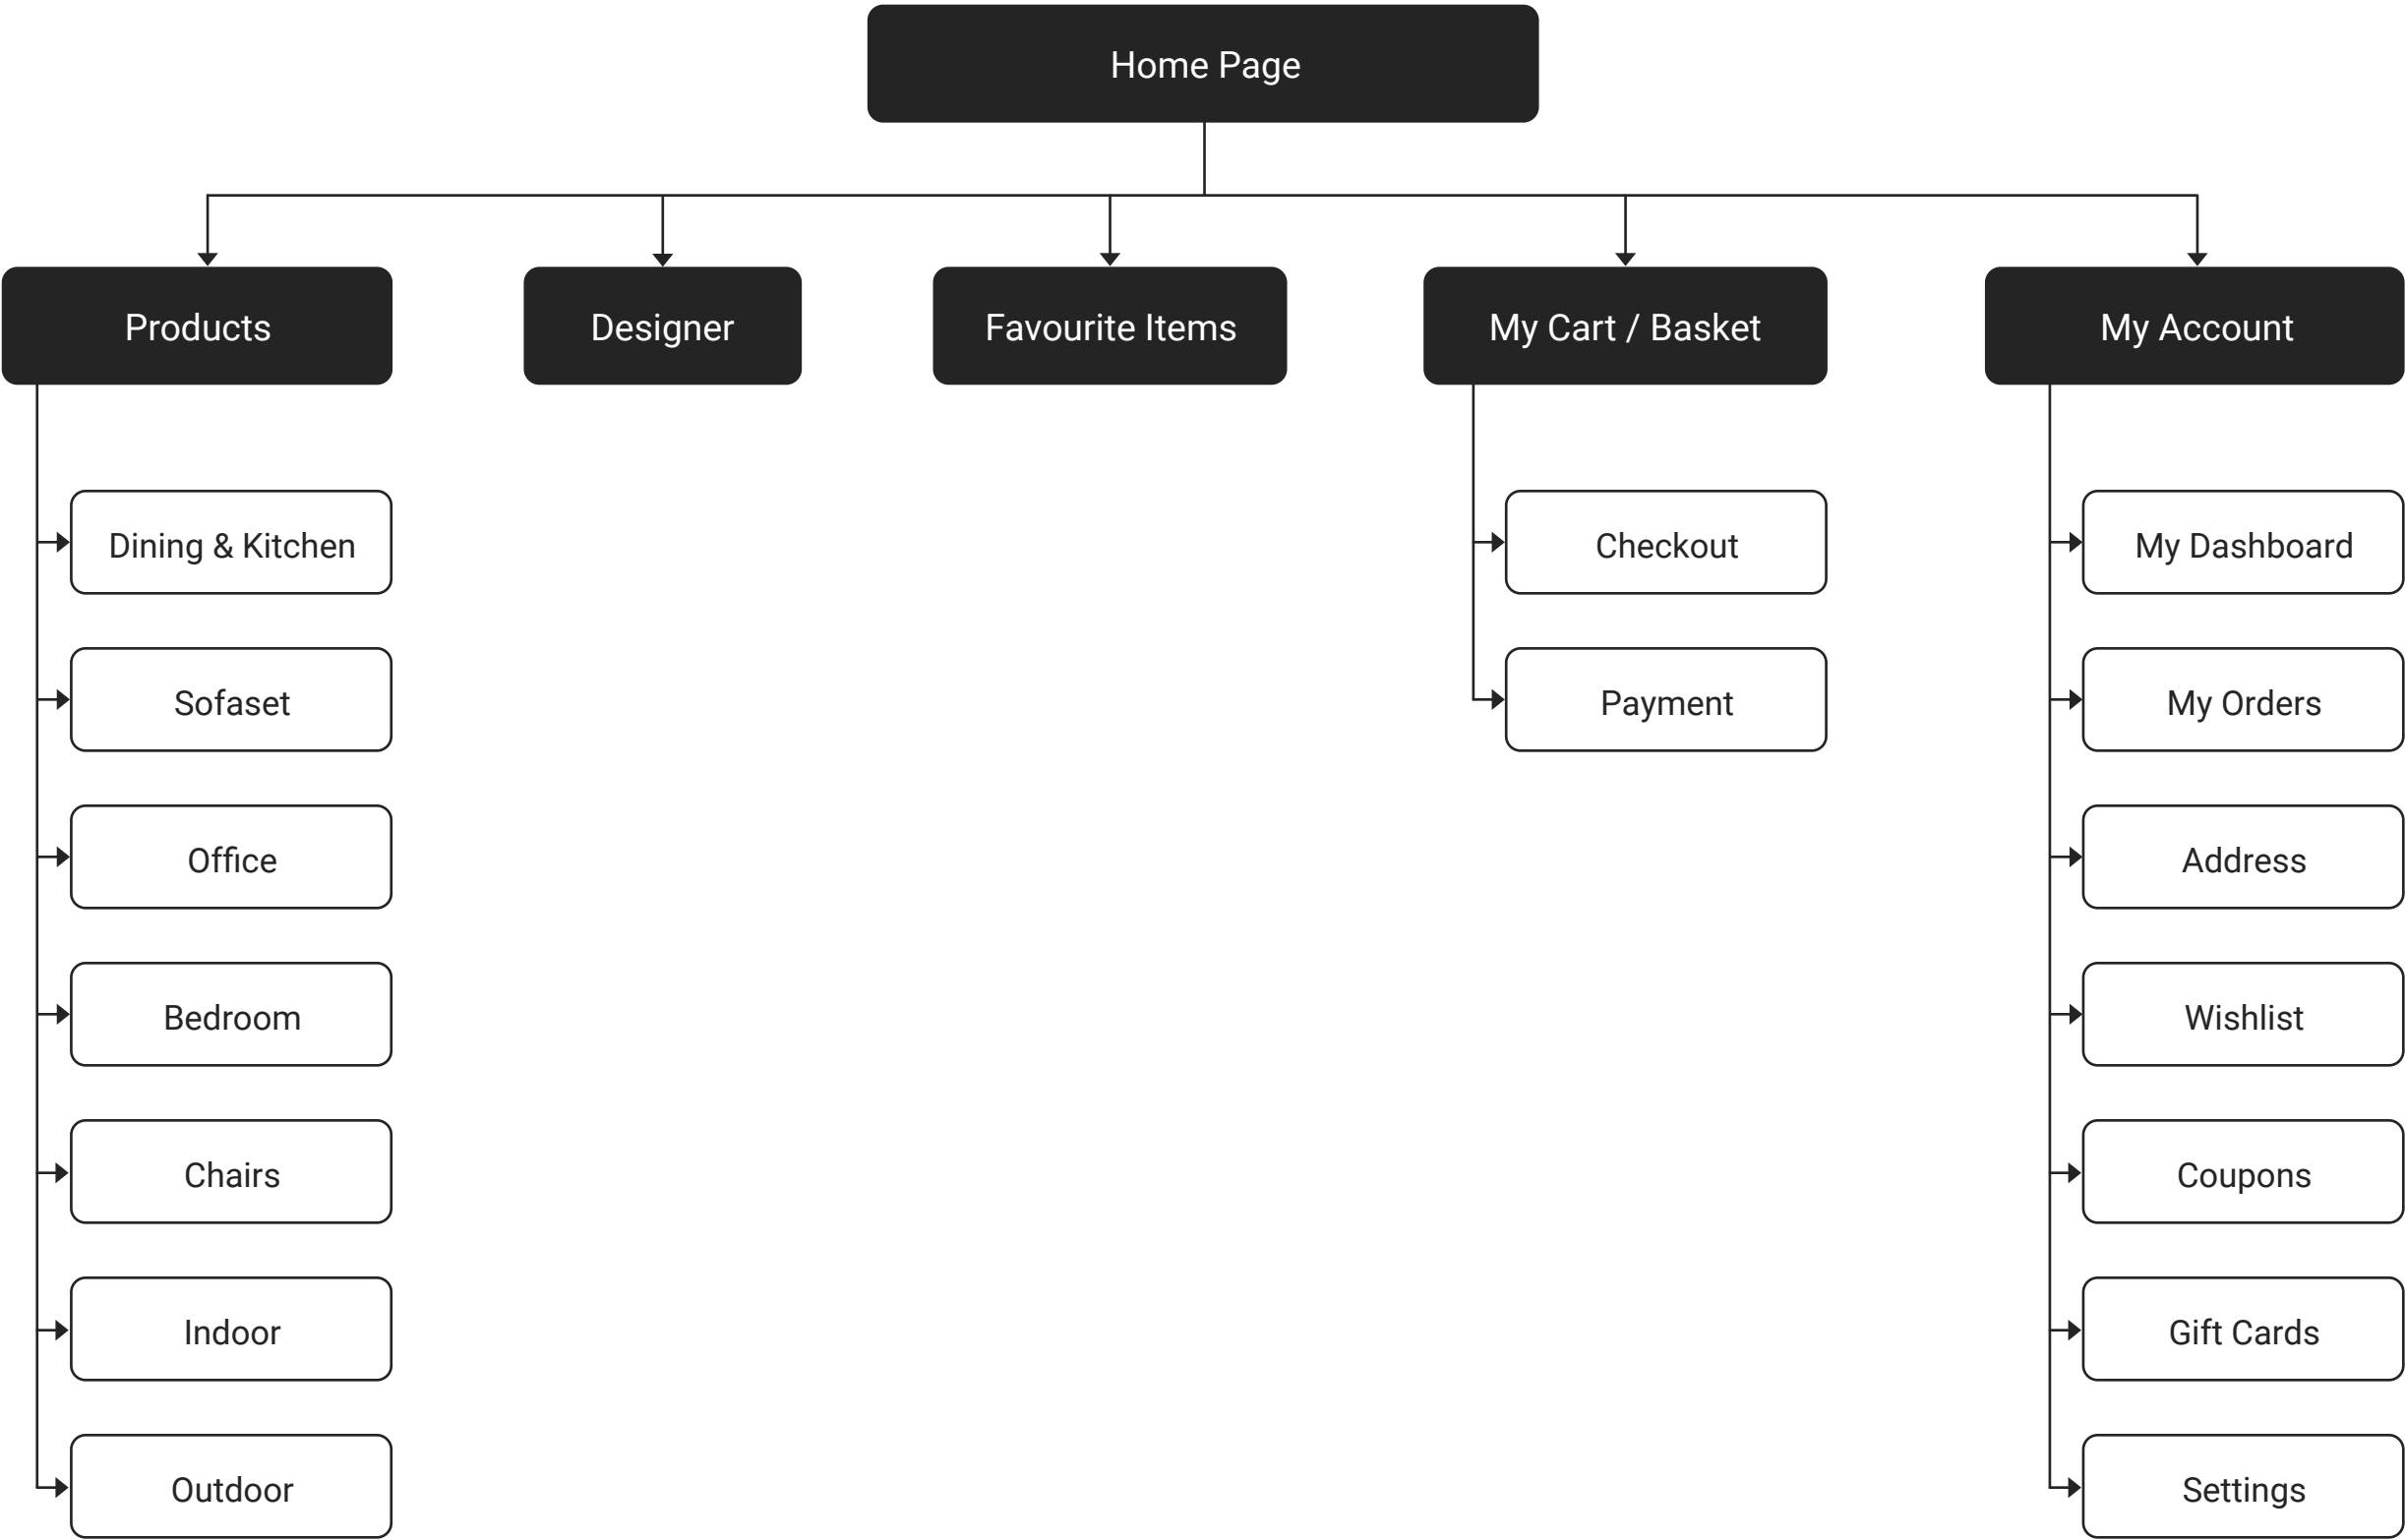 Home Page
Products
Designer
Favourite Items
My Cart / Basket
My Account
Dining & Kitchen
Sofaset
Office
Bedroom
Chairs
Indoor
Outdoor
Checkout
Payment
My Dashboard
My Orders
Address
Wishlist
Coupons
Gift Cards
Settings